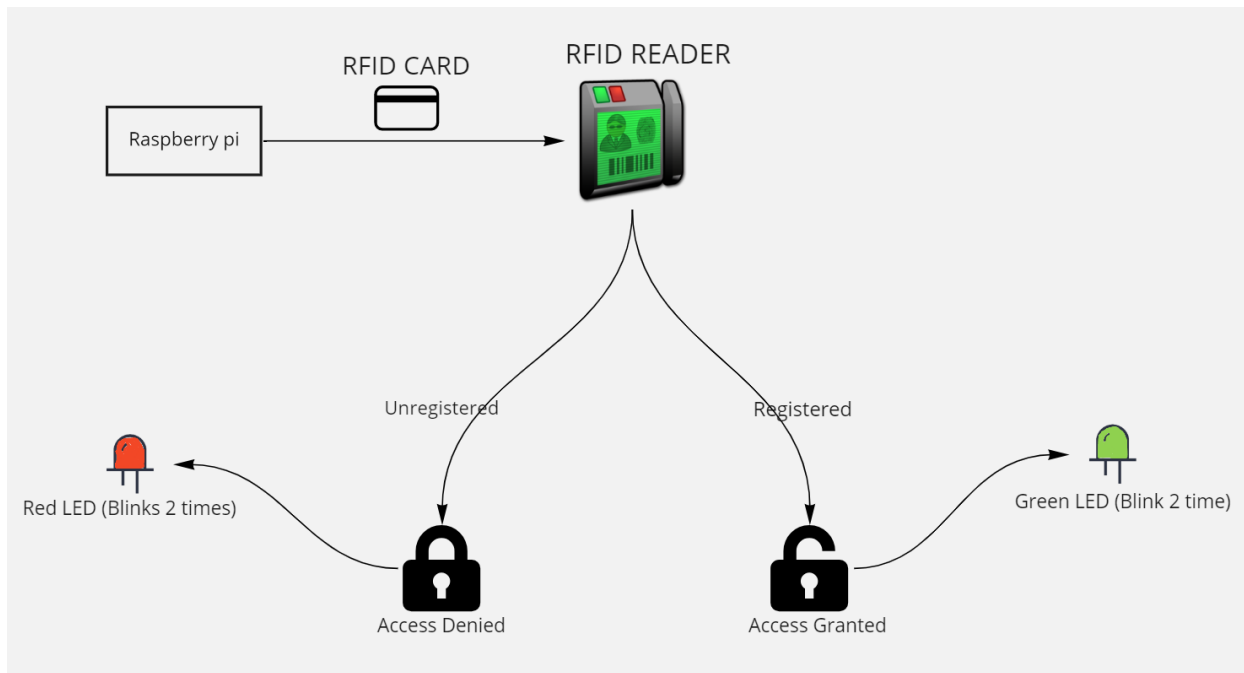 RFID CARD
RFID READER
Raspberry pi
Unregistered
Registered
Red LED (Blinks 2 times)
Green LED (Blink 2 time)
Access Denied
Access Granted